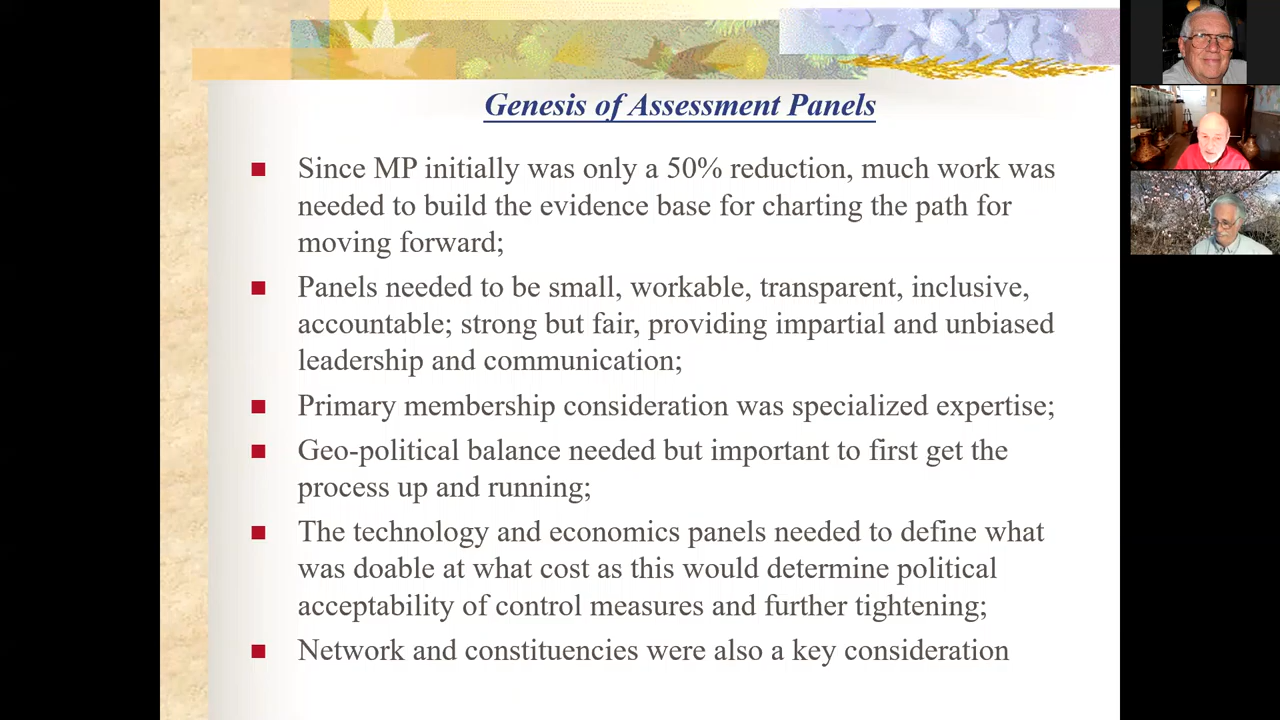 Genesis of Assessment Panels
Since MP initially was only a 50% reduction, much work was
needed to build the evidence base for charting the path for
moving forward;
Panels needed to be small, workable, transparent, inclusive,
accountable; strong but fair, providing impartial and unbiased
leadership and communication;
Primary membership consideration was specialized expertise;
Geo-political balance needed but important to first get the
process up and running;
The technology and economics panels needed to define what
was doable at what cost as this would determine political
acceptability of control measures and further tightening;
Network and constituencies were also a key consideration